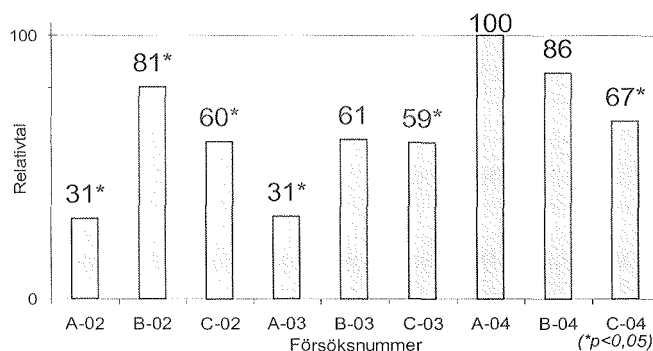 100
Relativtal
0
31*
81*
60*
31*
61
59*
100
86
67*
A-02 B-02 C-02 A-03 B-03 C-03 A-04 B-04 C-04
Försöksnummer
(*p<0,05)